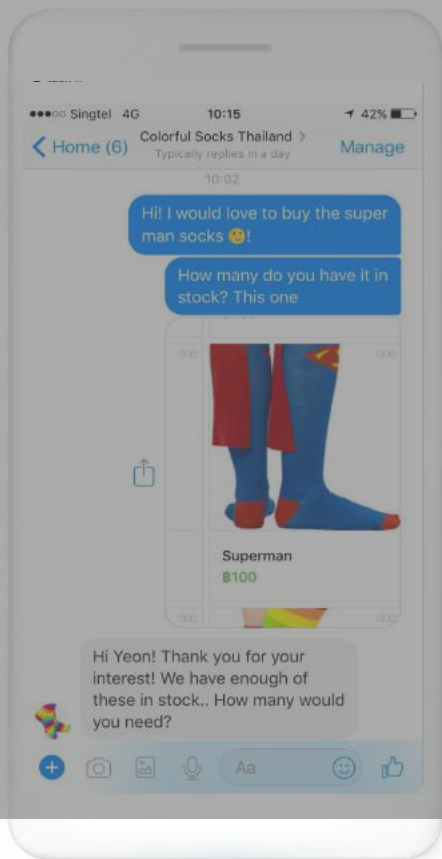 Singtel 4G 10:15 42%
Home (6) Colorful Socks Thailand Manage
Typically replies in a day
10:02
Hi! I would love to buy the super
man socks 🙂!
How many do you have it in
stock? This one
Superman
฿100
Hi Yeon! Thank you for your
interest! We have enough of
these in stock.. How many would
you need?
Aa